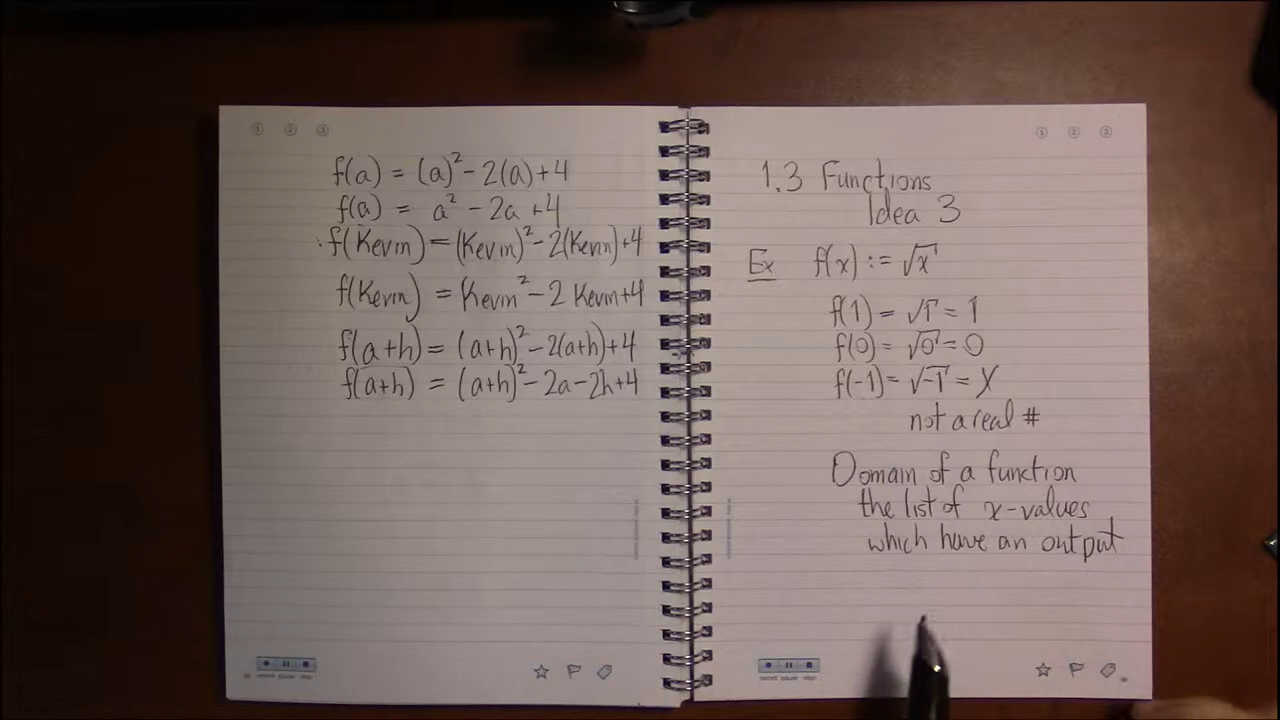 f(a) = (a)² - 2(a) + 4
f(a) = a² - 2a + 4
f(Kevin) = (Kevin)² - 2(Kevin) + 4
f(Kevin) = Kevin² - 2 Kevin + 4
f(a+h) = (a+h)² - 2(a+h) + 4
f(a+h) = (a+h)² - 2a - 2h + 4
1.3 Functions
Idea 3
Ex f(x) := √x
f(1) = √1 = 1
f(0) = √0 = 0
f(-1) = √-1 = X
not a real #
Domain of a function
the list of x-values
which have an output